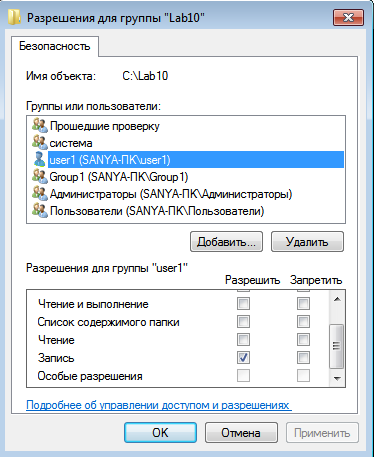 Разрешения для группы "Lab10"
Безопасность
Имя объекта: C:\Lab10
Группы или пользователи:
Прошедшие проверку
система
user1 (SANYA-ПК\user1)
Group1 (SANYA-ПК\Group1)
Администраторы (SANYA-ПК\Администраторы)
Пользователи (SANYA-ПК\Пользователи)
Добавить... Удалить
Разрешения для группы "user1" Разрешить Запретить
Чтение и выполнение
Список содержимого папки
Чтение
Запись
Особые разрешения
Подробнее об управлении доступом и разрешениях.
OK Отмена Применить